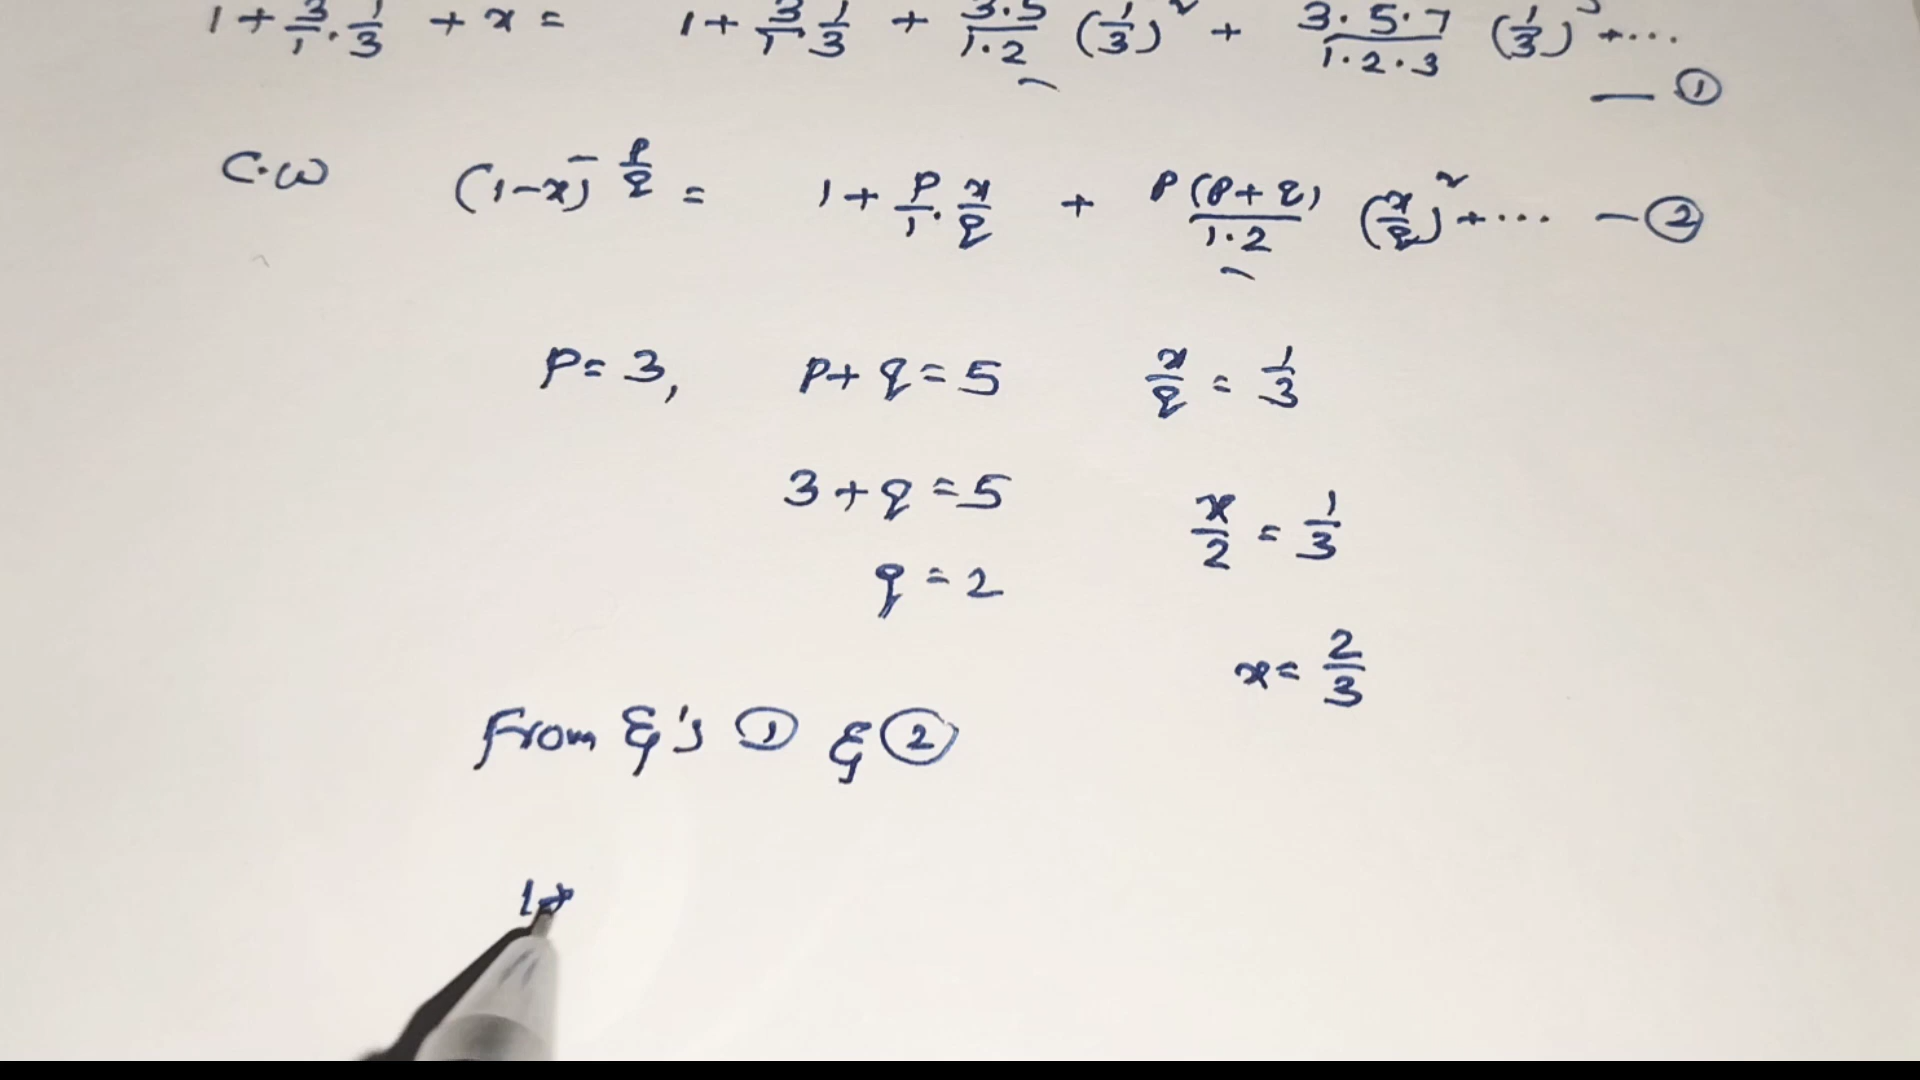 1 + 3/1 · 1/3 + x = 1 + 3/1 · 1/3 + 3·5/1·2 (1/3)² + 3·5·7/1·2·3 (1/3)³ + ··· — ①
C·W (1-x)^(-p/q) = 1 + p/1 · x/q + p(p+q)/1·2 (x/q)² + ··· — ②
p = 3, p + q = 5 x/q = 1/3
3 + q = 5 x/2 = 1/3
q = 2
x = 2/3
From Eq's ① & ②
1+